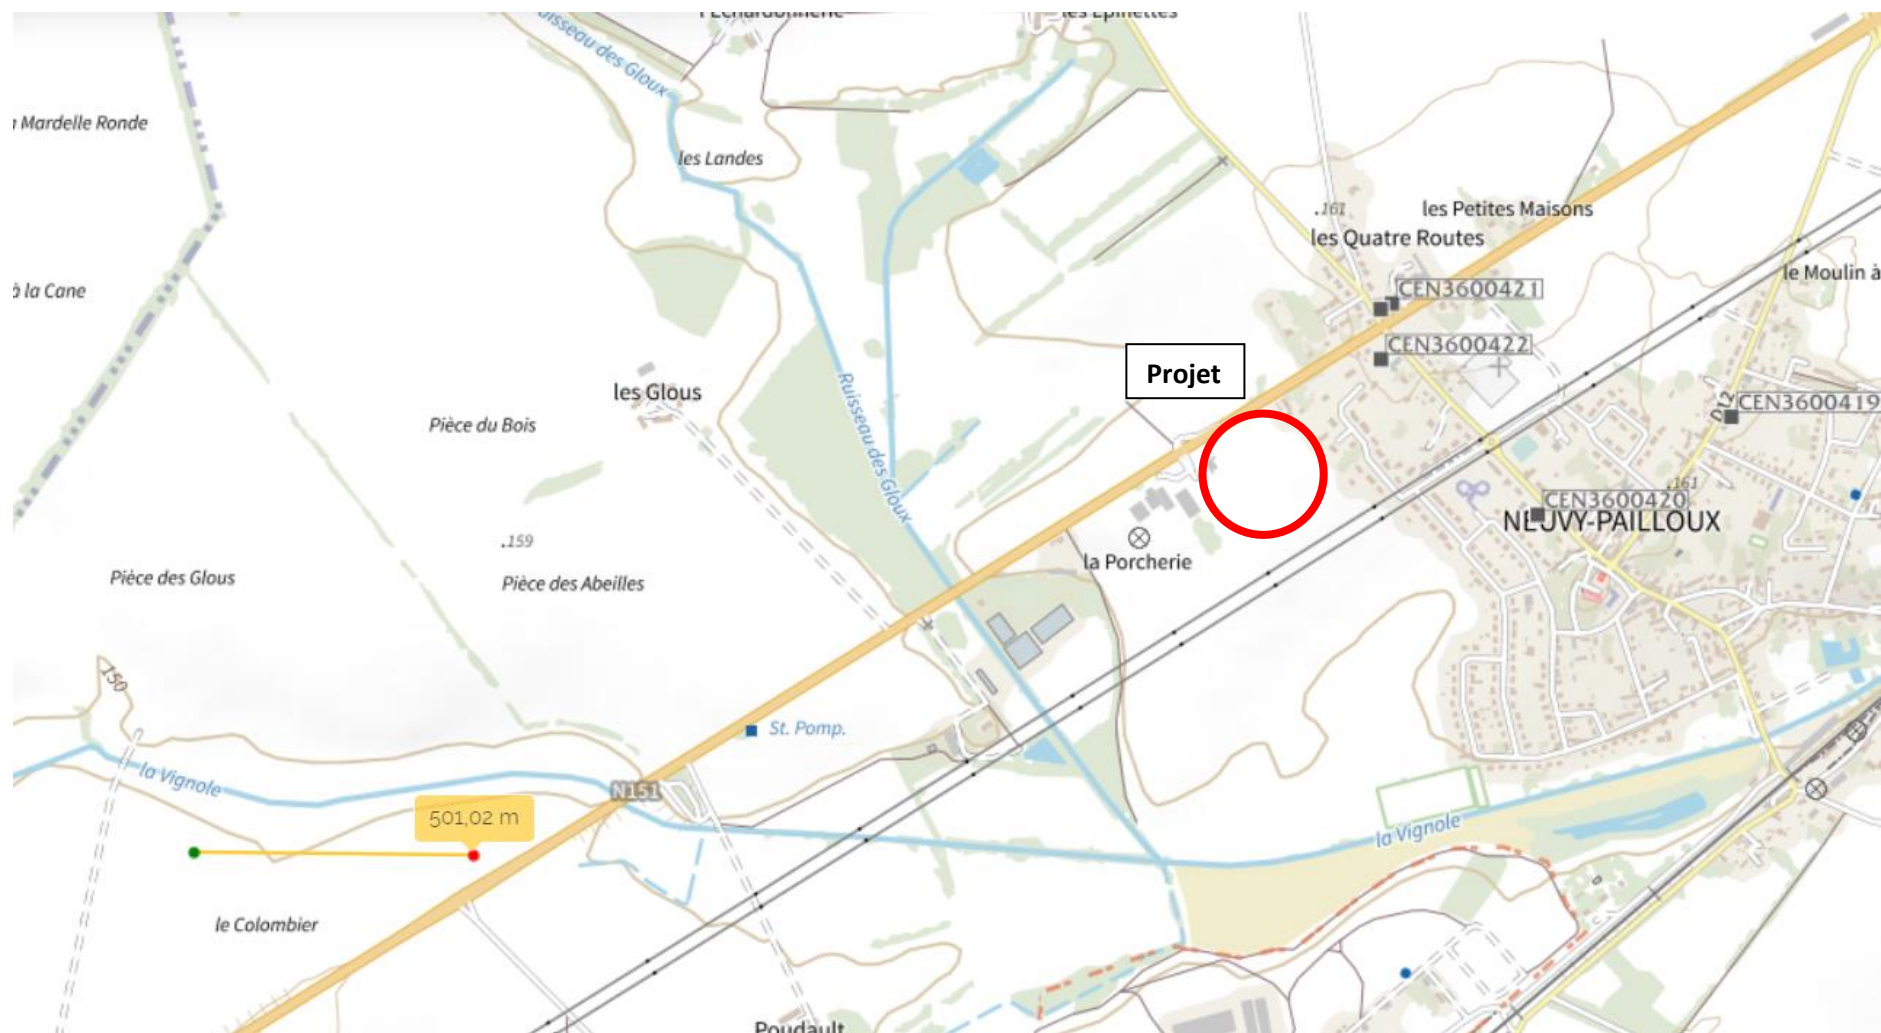 l'Échardonnerie
les Épinettes
Ruisseau des Gloux
Mardelle Ronde
les Landes
.161
les Petites Maisons
les Quatre Routes
le Moulin à
à la Cane
CEN3600421
CEN3600422
Projet
les Glous
Ruisseau des Gloux
D12
CEN3600419
Pièce du Bois
.161
CEN3600420
NEUVY-PAILLOUX
.159
la Porcherie
Pièce des Glous
Pièce des Abeilles
150
St. Pomp.
la Vignole
N151
501,02 m
la Vignole
le Colombier
Poudault